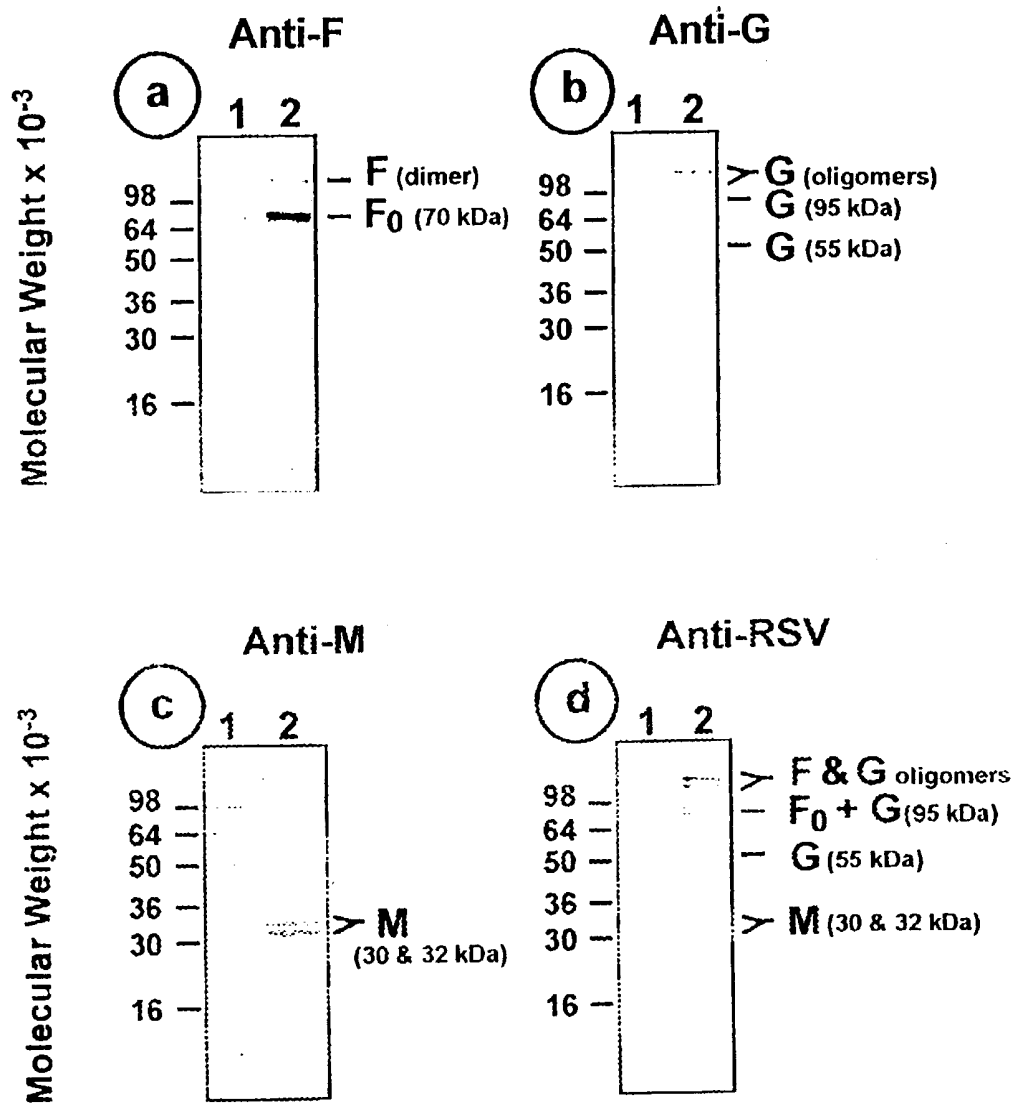 Anti-F
a
1 2
Molecular Weight x 10-3
98
64
50
36
30
16
F (dimer)
F0 (70 kDa)
Anti-G
b
1 2
98
64
50
36
30
16
G (oligomers)
G (95 kDa)
G (55 kDa)
Anti-M
c
1 2
Molecular Weight x 10-3
98
64
50
36
30
16
M
(30 & 32 kDa)
Anti-RSV
d
1 2
98
64
50
36
30
16
F & G oligomers
F0 + G (95 kDa)
G (55 kDa)
M (30 & 32 kDa)